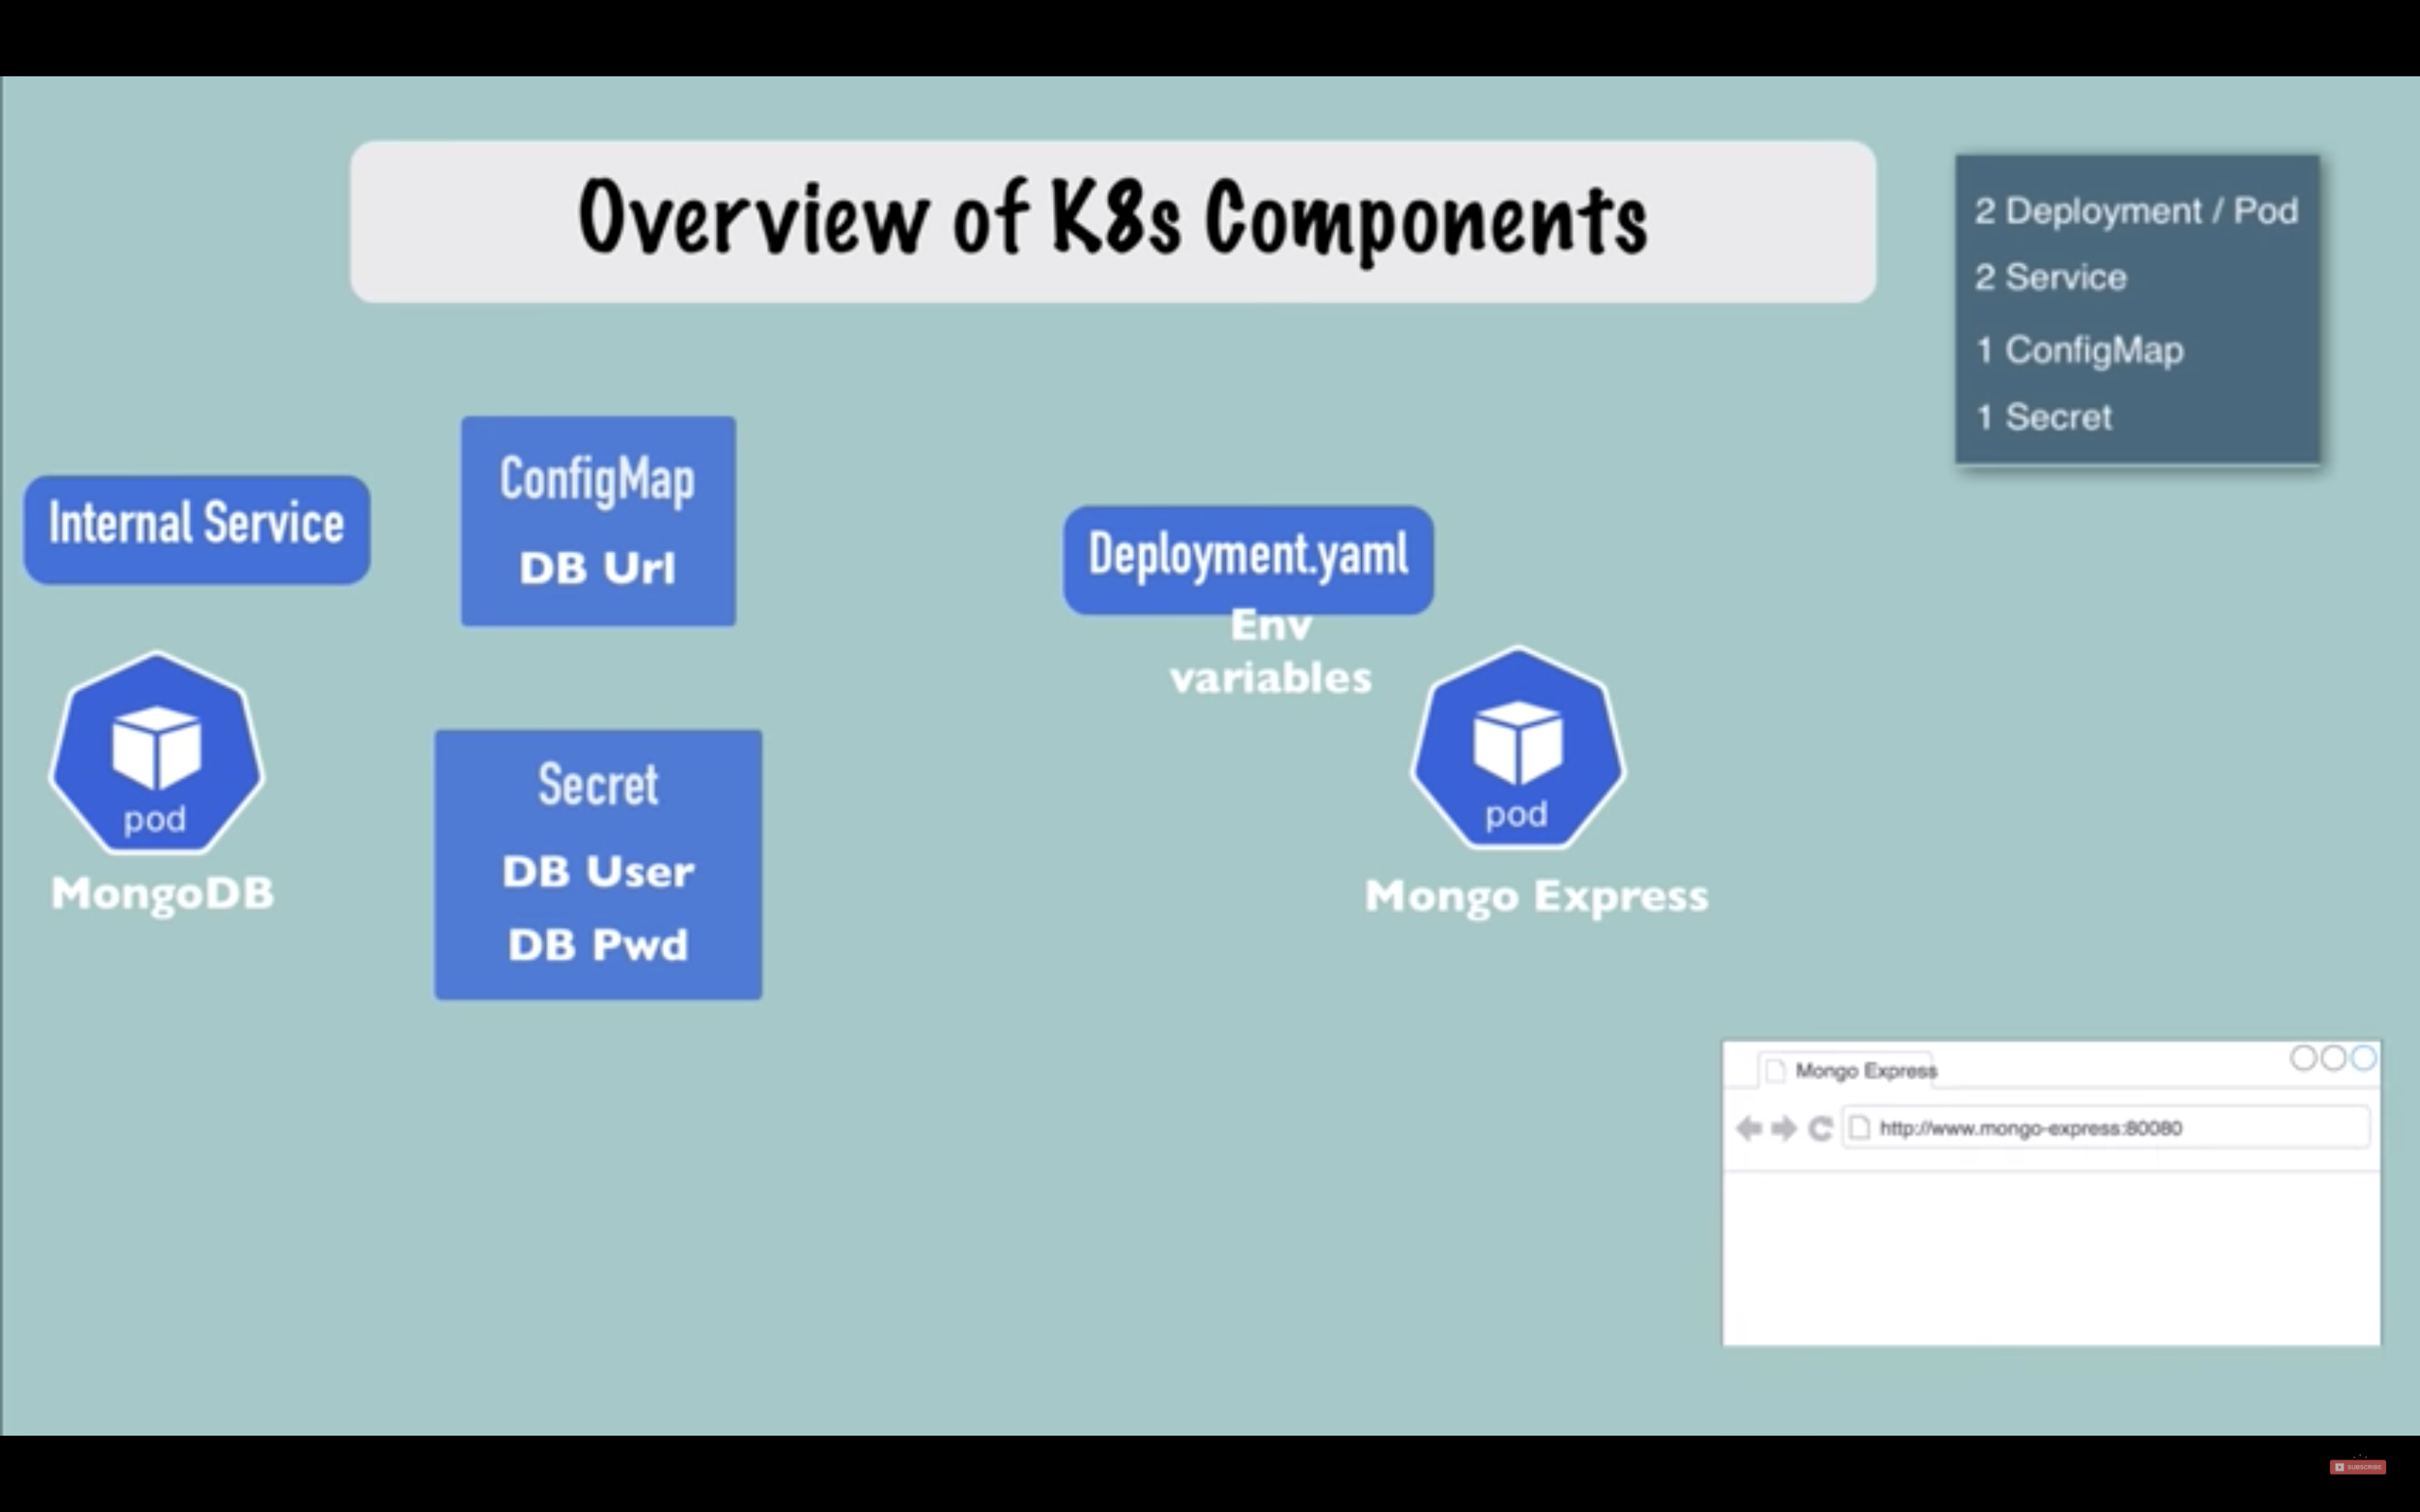 Overview of K8s Components
2 Deployment / Pod
2 Service
1 ConfigMap
1 Secret
Internal Service
ConfigMap
DB Url
Deployment.yaml
Env
variables
pod
MongoDB
Secret
DB User
DB Pwd
pod
Mongo Express
Mongo Express
http://www.mongo-express:80080
SUBSCRIBE